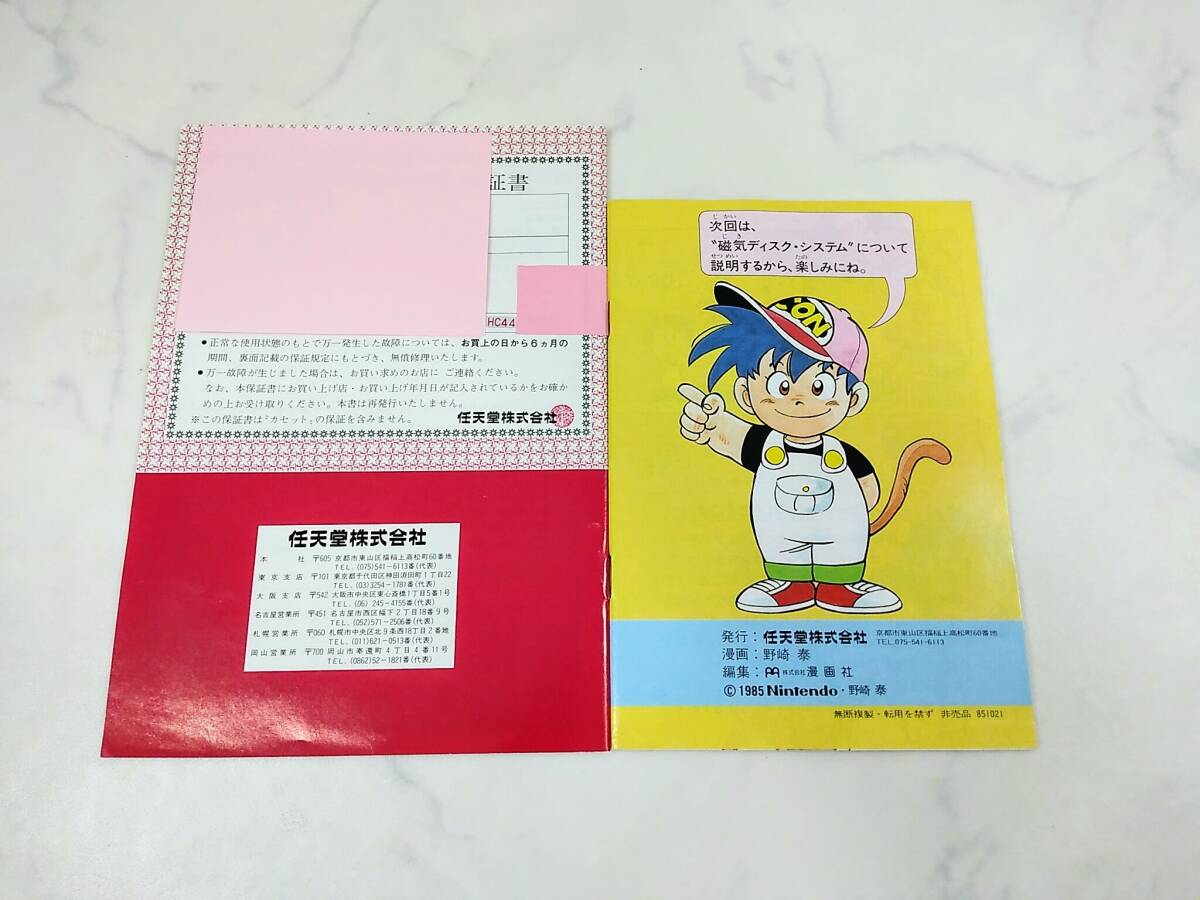 証書
HC44
●正常な使用状態のもとで万一発生した故障については、お買上の日から6ヵ月の
期間、裏面記載の保証規定にもとづき、無償修理いたします。
●万一故障が生じました場合は、お買い求めのお店に ご連絡ください。
なお、本保証書にお買い上げ店・お買い上げ年月日が記入されているかをお確か
めの上お受け取りください。本書は再発行いたしません。
※この保証書は「カセット」の保証を含みません。
任天堂株式会社
任天堂株式会社
本社 〒605 京都市東山区福稲上高松町60番地
TEL.(075)541-6113番(代表)
東京支店 〒101 東京都千代田区神田須田町1丁目22
TEL.(03)3254-1781番(代表)
大阪支店 〒542 大阪市中央区東心斎橋1丁目5番1号
TEL.(06) 245-4155番(代表)
名古屋営業所 〒451 名古屋市西区幅下2丁目18番9号
TEL.(052)571-2506番(代表)
札幌営業所 〒060 札幌市中央区北9条西18丁目2番地
TEL.(011)621-0513番(代表)
岡山営業所 〒700 岡山市奉還町4丁目4番11号
TEL.(0862)52-1821番(代表)
じかい
次回は、
じき
"磁気ディスク・システム"について
せつめい たの
説明するから、楽しみにね。
CON
発行:任天堂株式会社 京都市東山区福稲上高松町60番地
TEL.075-541-6113
漫画:野崎 泰
編集: 株式会社漫画社
©1985 Nintendo・野崎 泰
無断複製・転用を禁ず 非売品 851021